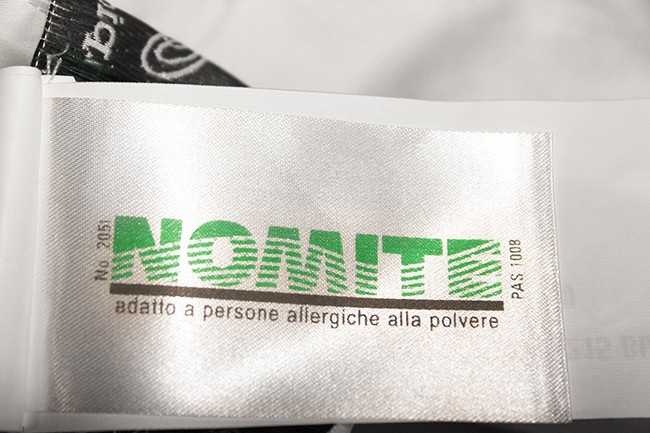 No 2051
NOMITE
PAS 1008
adatto a persone allergiche alla polvere